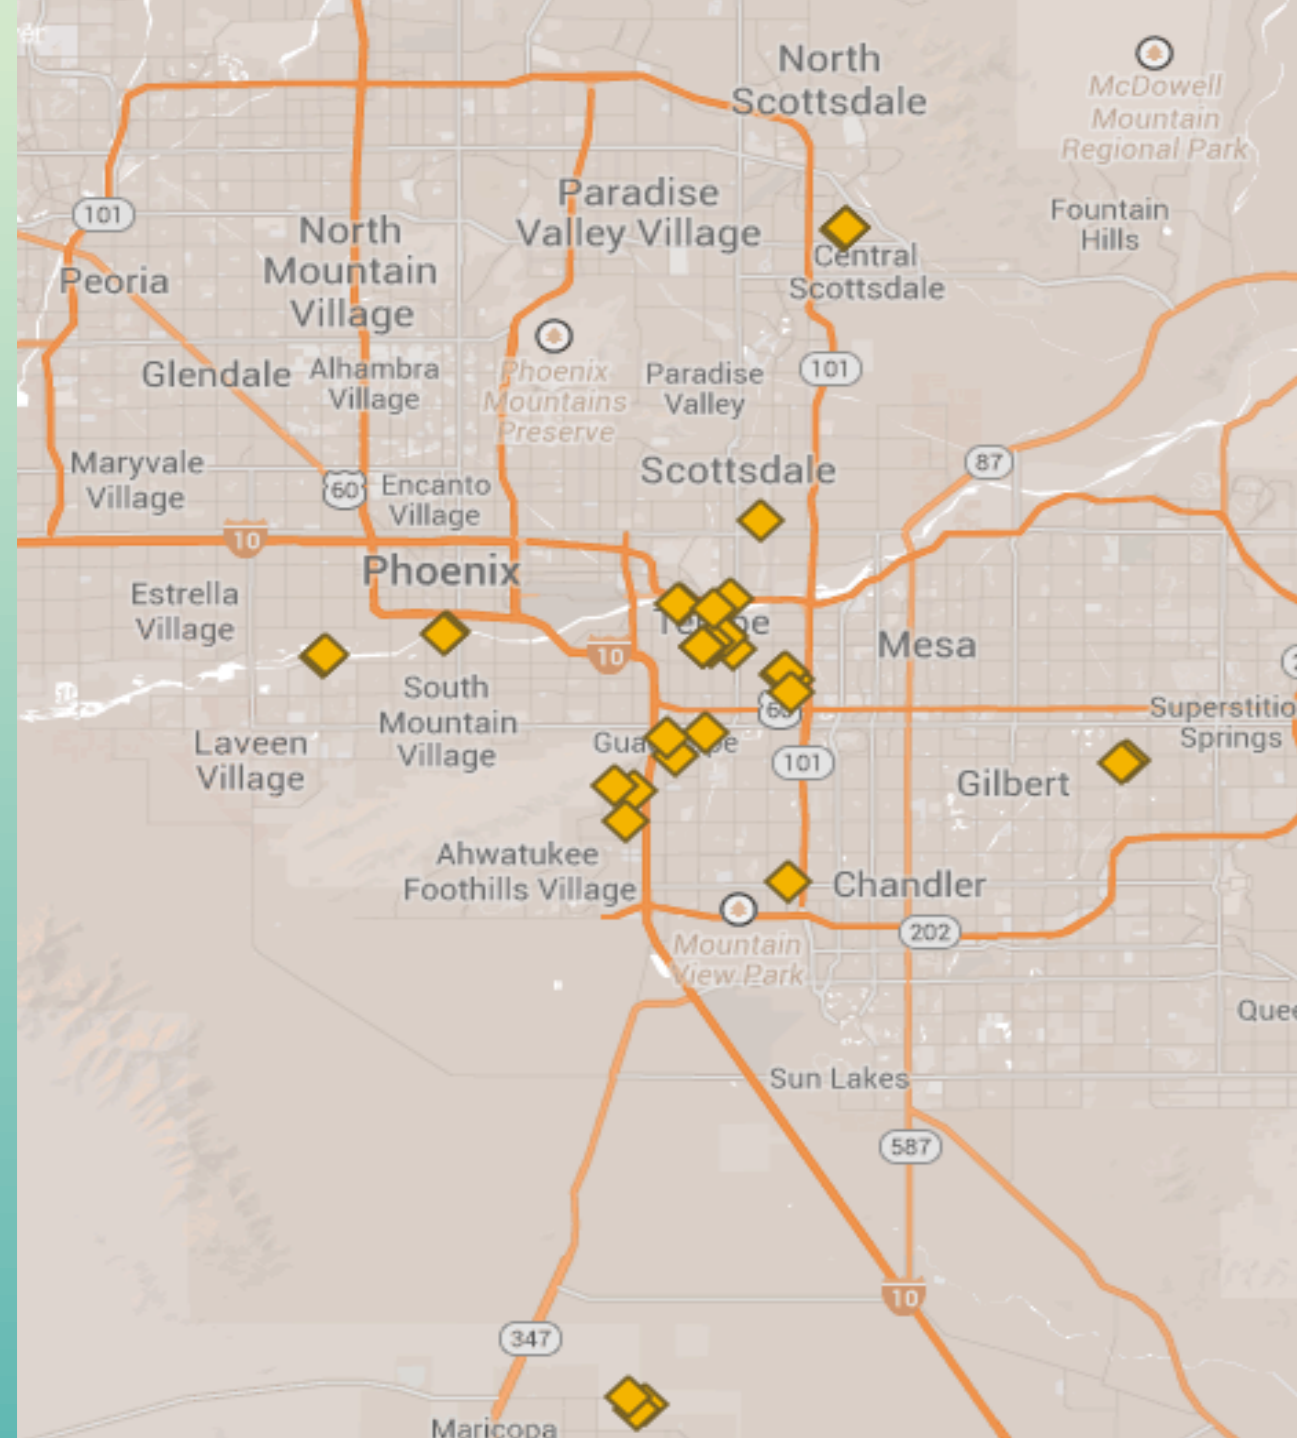 North
Scottsdale
McDowell
Mountain
Regional Park
Paradise
Valley Village
101
North
Mountain
Village
Fountain
Hills
Peoria
Central
Scottsdale
Glendale
Alhambra
Village
Phoenix
Mountains
Preserve
Paradise
Valley
101
Maryvale
Village
60
Encanto
Village
Scottsdale
87
10
Phoenix
Estrella
Village
10
Mesa
South
Mountain
Village
60
Superstitio
Springs
Laveen
Village
101
Gilbert
Ahwatukee
Foothills Village
Chandler
202
Mountain
View Park
Quee
Sun Lakes
587
10
347
Maricopa